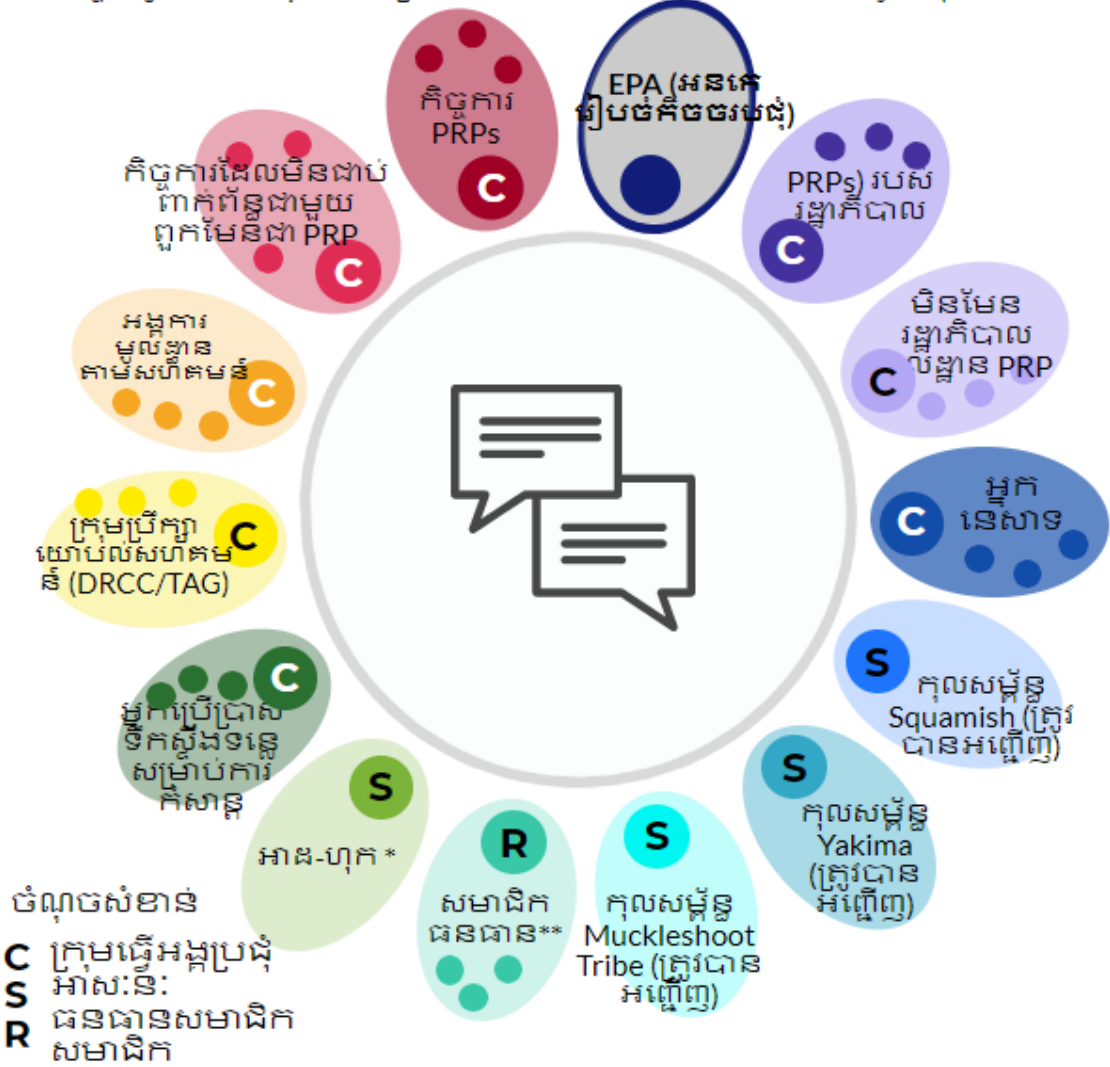 កិច្ចការ
PRPs
C
EPA (អនកេ
រៀបចំកិចចរបជុំ)
PRPs) របស់
រដ្ឋាភិបាល
C
មិនមែន
រដ្ឋាភិបាល
លដ្ឋាន PRP
C
អ្នក
នេសាទ
C
S
កុលសម្ព័ន្ធ
Squamish (ត្រូវ
បានអញ្ជើញ)
S
កុលសម្ព័ន្ធ
Yakima
(ត្រូវបាន
អញ្ជើញ)
S
កុលសម្ព័ន្ធ
Muckleshoot
Tribe (ត្រូវបាន
អញ្ជើញ)
R
សមាជិក
ធនធាន**
S
អាដ-ហុក *
C
អ្នកប្រើប្រាស់
ទឹកស្ទឹងទន្លេ
សម្រាប់ការ
កំសាន្ត
ក្រុមប្រឹក្សា
យោបល់សហគម
ន៍ (DRCC/TAG)
C
អង្គការ
មូលដ្ឋាន
តាមសហគមន៍
C
កិច្ចការដែលមិនជាប់
ពាក់ព័ន្ធជាមួយ
ពួកមែនជា PRP
C
ចំណុចសំខាន់
C ក្រុមធ្វើអង្គប្រជុំ
S អាស:ន:
R ធនធានសមាជិក
សមាជិក